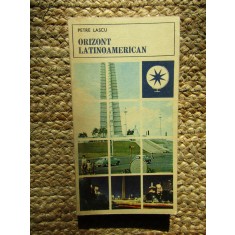 PETRE LASCU
ORIZONT
LATINOAMERICAN